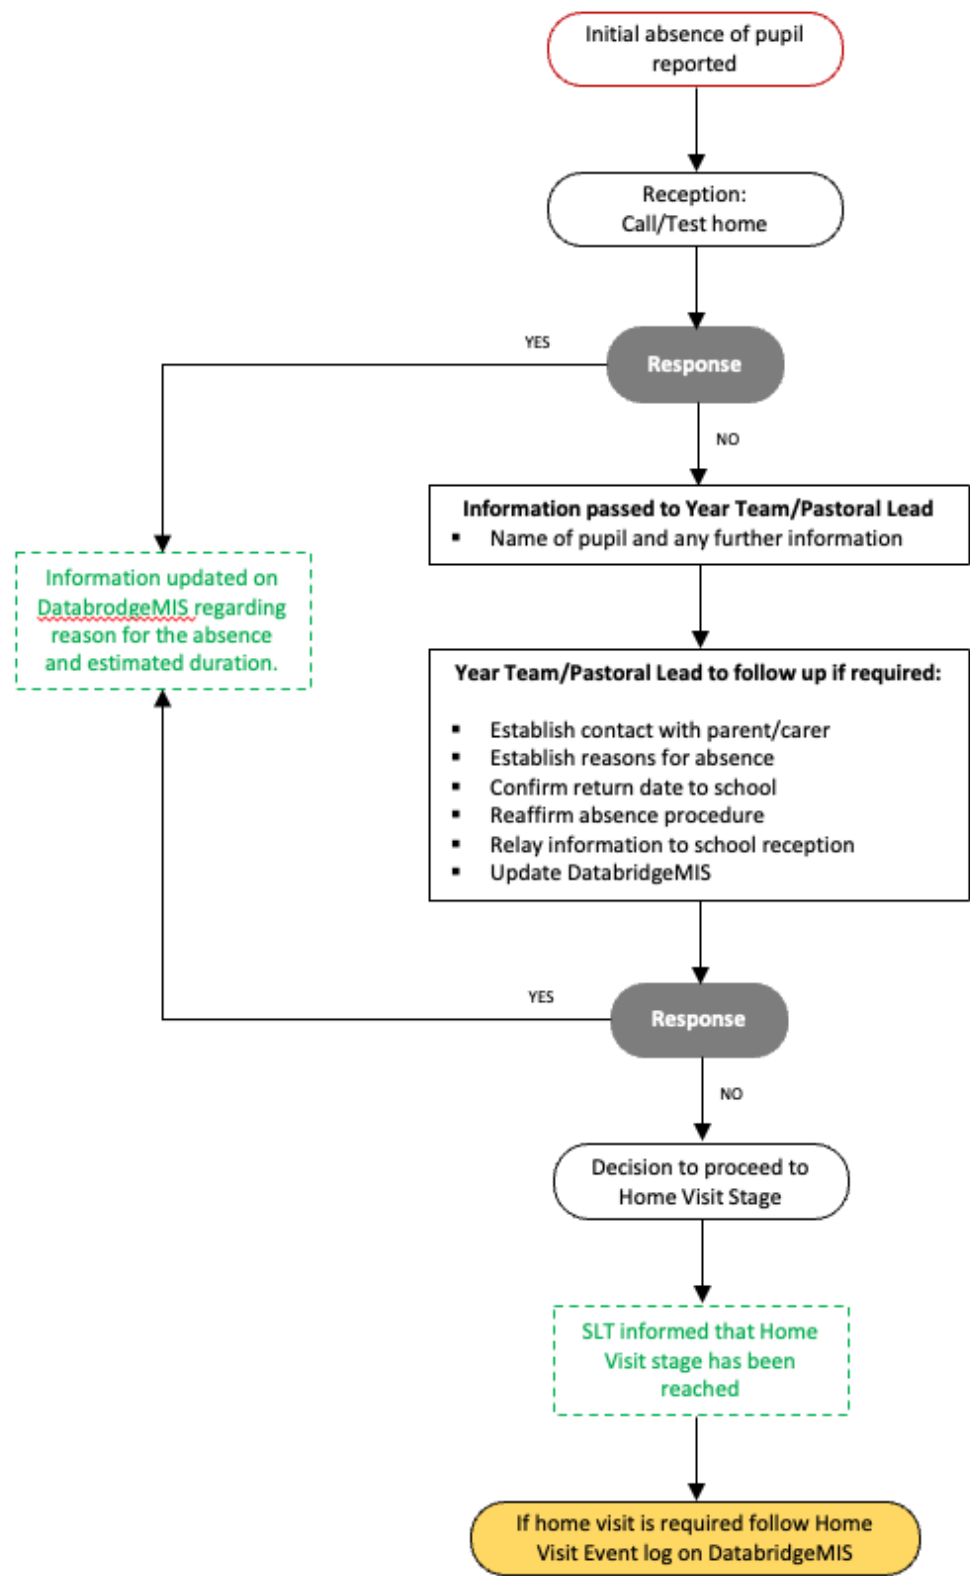 Initial absence of pupil
reported
Reception:
Call/Test home
YES
Response
NO
Information passed to Year Team/Pastoral Lead
▪ Name of pupil and any further information
Information updated on
DatabrodgeMIS regarding
reason for the absence
and estimated duration.
Year Team/Pastoral Lead to follow up if required:
▪ Establish contact with parent/carer
▪ Establish reasons for absence
▪ Confirm return date to school
▪ Reaffirm absence procedure
▪ Relay information to school reception
▪ Update DatabridgeMIS
YES
Response
NO
Decision to proceed to
Home Visit Stage
SLT informed that Home
Visit stage has been
reached
If home visit is required follow Home
Visit Event log on DatabridgeMIS